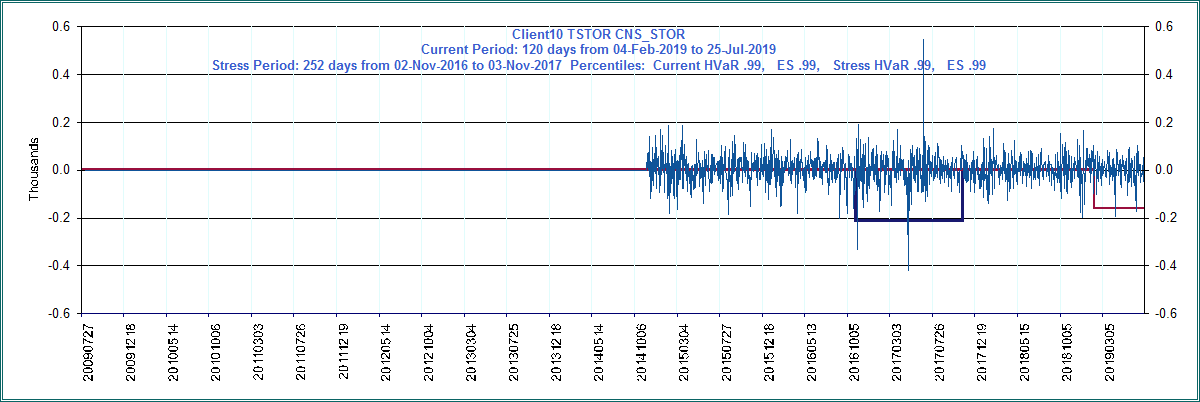 Client10 TSTOR CNS_STOR
Current Period: 120 days from 04-Feb-2019 to 25-Jul-2019
Stress Period: 252 days from 02-Nov-2016 to 03-Nov-2017  Percentiles:  Current HVaR .99,   ES .99,   Stress HVaR .99,   ES .99
0.6 0.6
0.4 0.4
0.2 0.2
0.0 0.0
-0.2 -0.2
-0.4 -0.4
-0.6 -0.6
Thousands
20090727 20091218 20100514 20101006 20110303 20110726 20111219 20120514 20121004 20130304 20130725 20131218 20140514 20141006 20150304 20150727 20151218 20160513 20161005 20170303 20170726 20171219 20180515 20181005 20190305